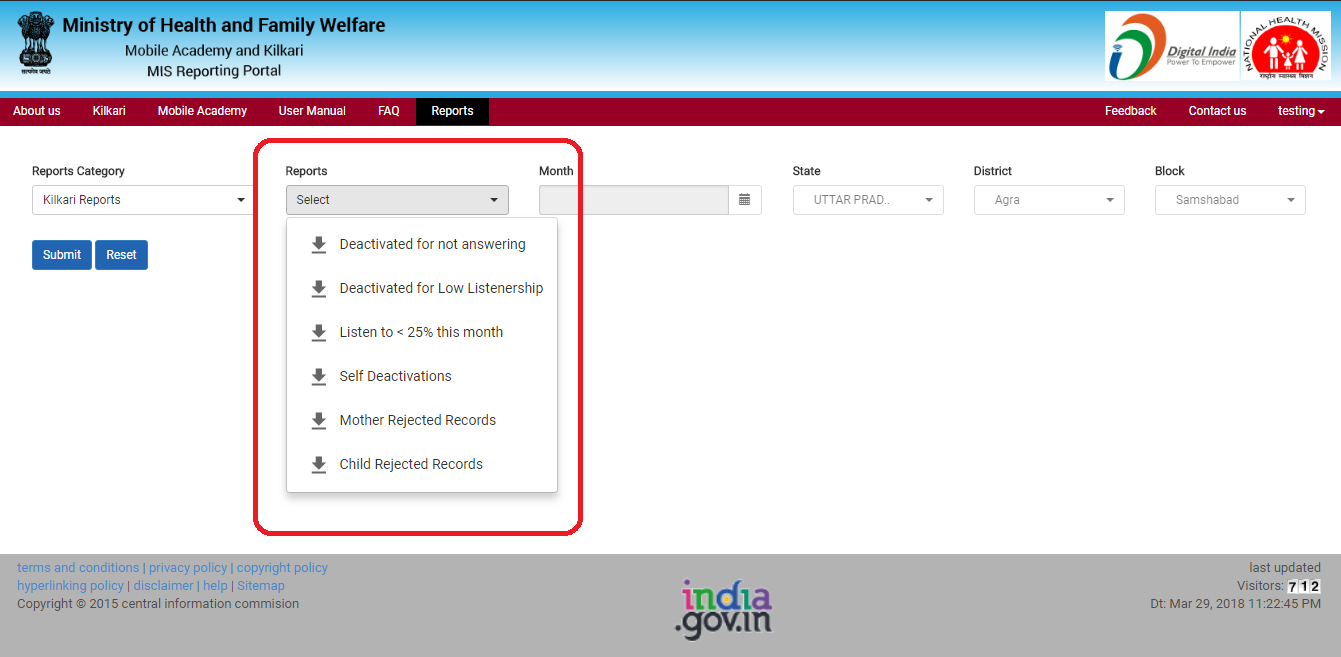 Ministry of Health and Family Welfare
Mobile Academy and Kilkari
MIS Reporting Portal
सत्यमेव जयते
Digital India
Power To Empower
NATIONAL HEALTH MISSION
राष्ट्रीय स्वास्थ्य मिशन
About us Kilkari Mobile Academy User Manual FAQ Reports Feedback Contact us testing
Reports Category Reports Month State District Block
Kilkari Reports Select UTTAR PRAD.. Agra Samshabad
Submit Reset
Deactivated for not answering
Deactivated for Low Listenership
Listen to < 25% this month
Self Deactivations
Mother Rejected Records
Child Rejected Records
terms and conditions | privacy policy | copyright policy
hyperlinking policy | disclaimer | help | Sitemap
Copyright © 2015 central information commision
india
.gov.in
last updated
Visitors: 712
Dt: Mar 29, 2018 11:22:45 PM